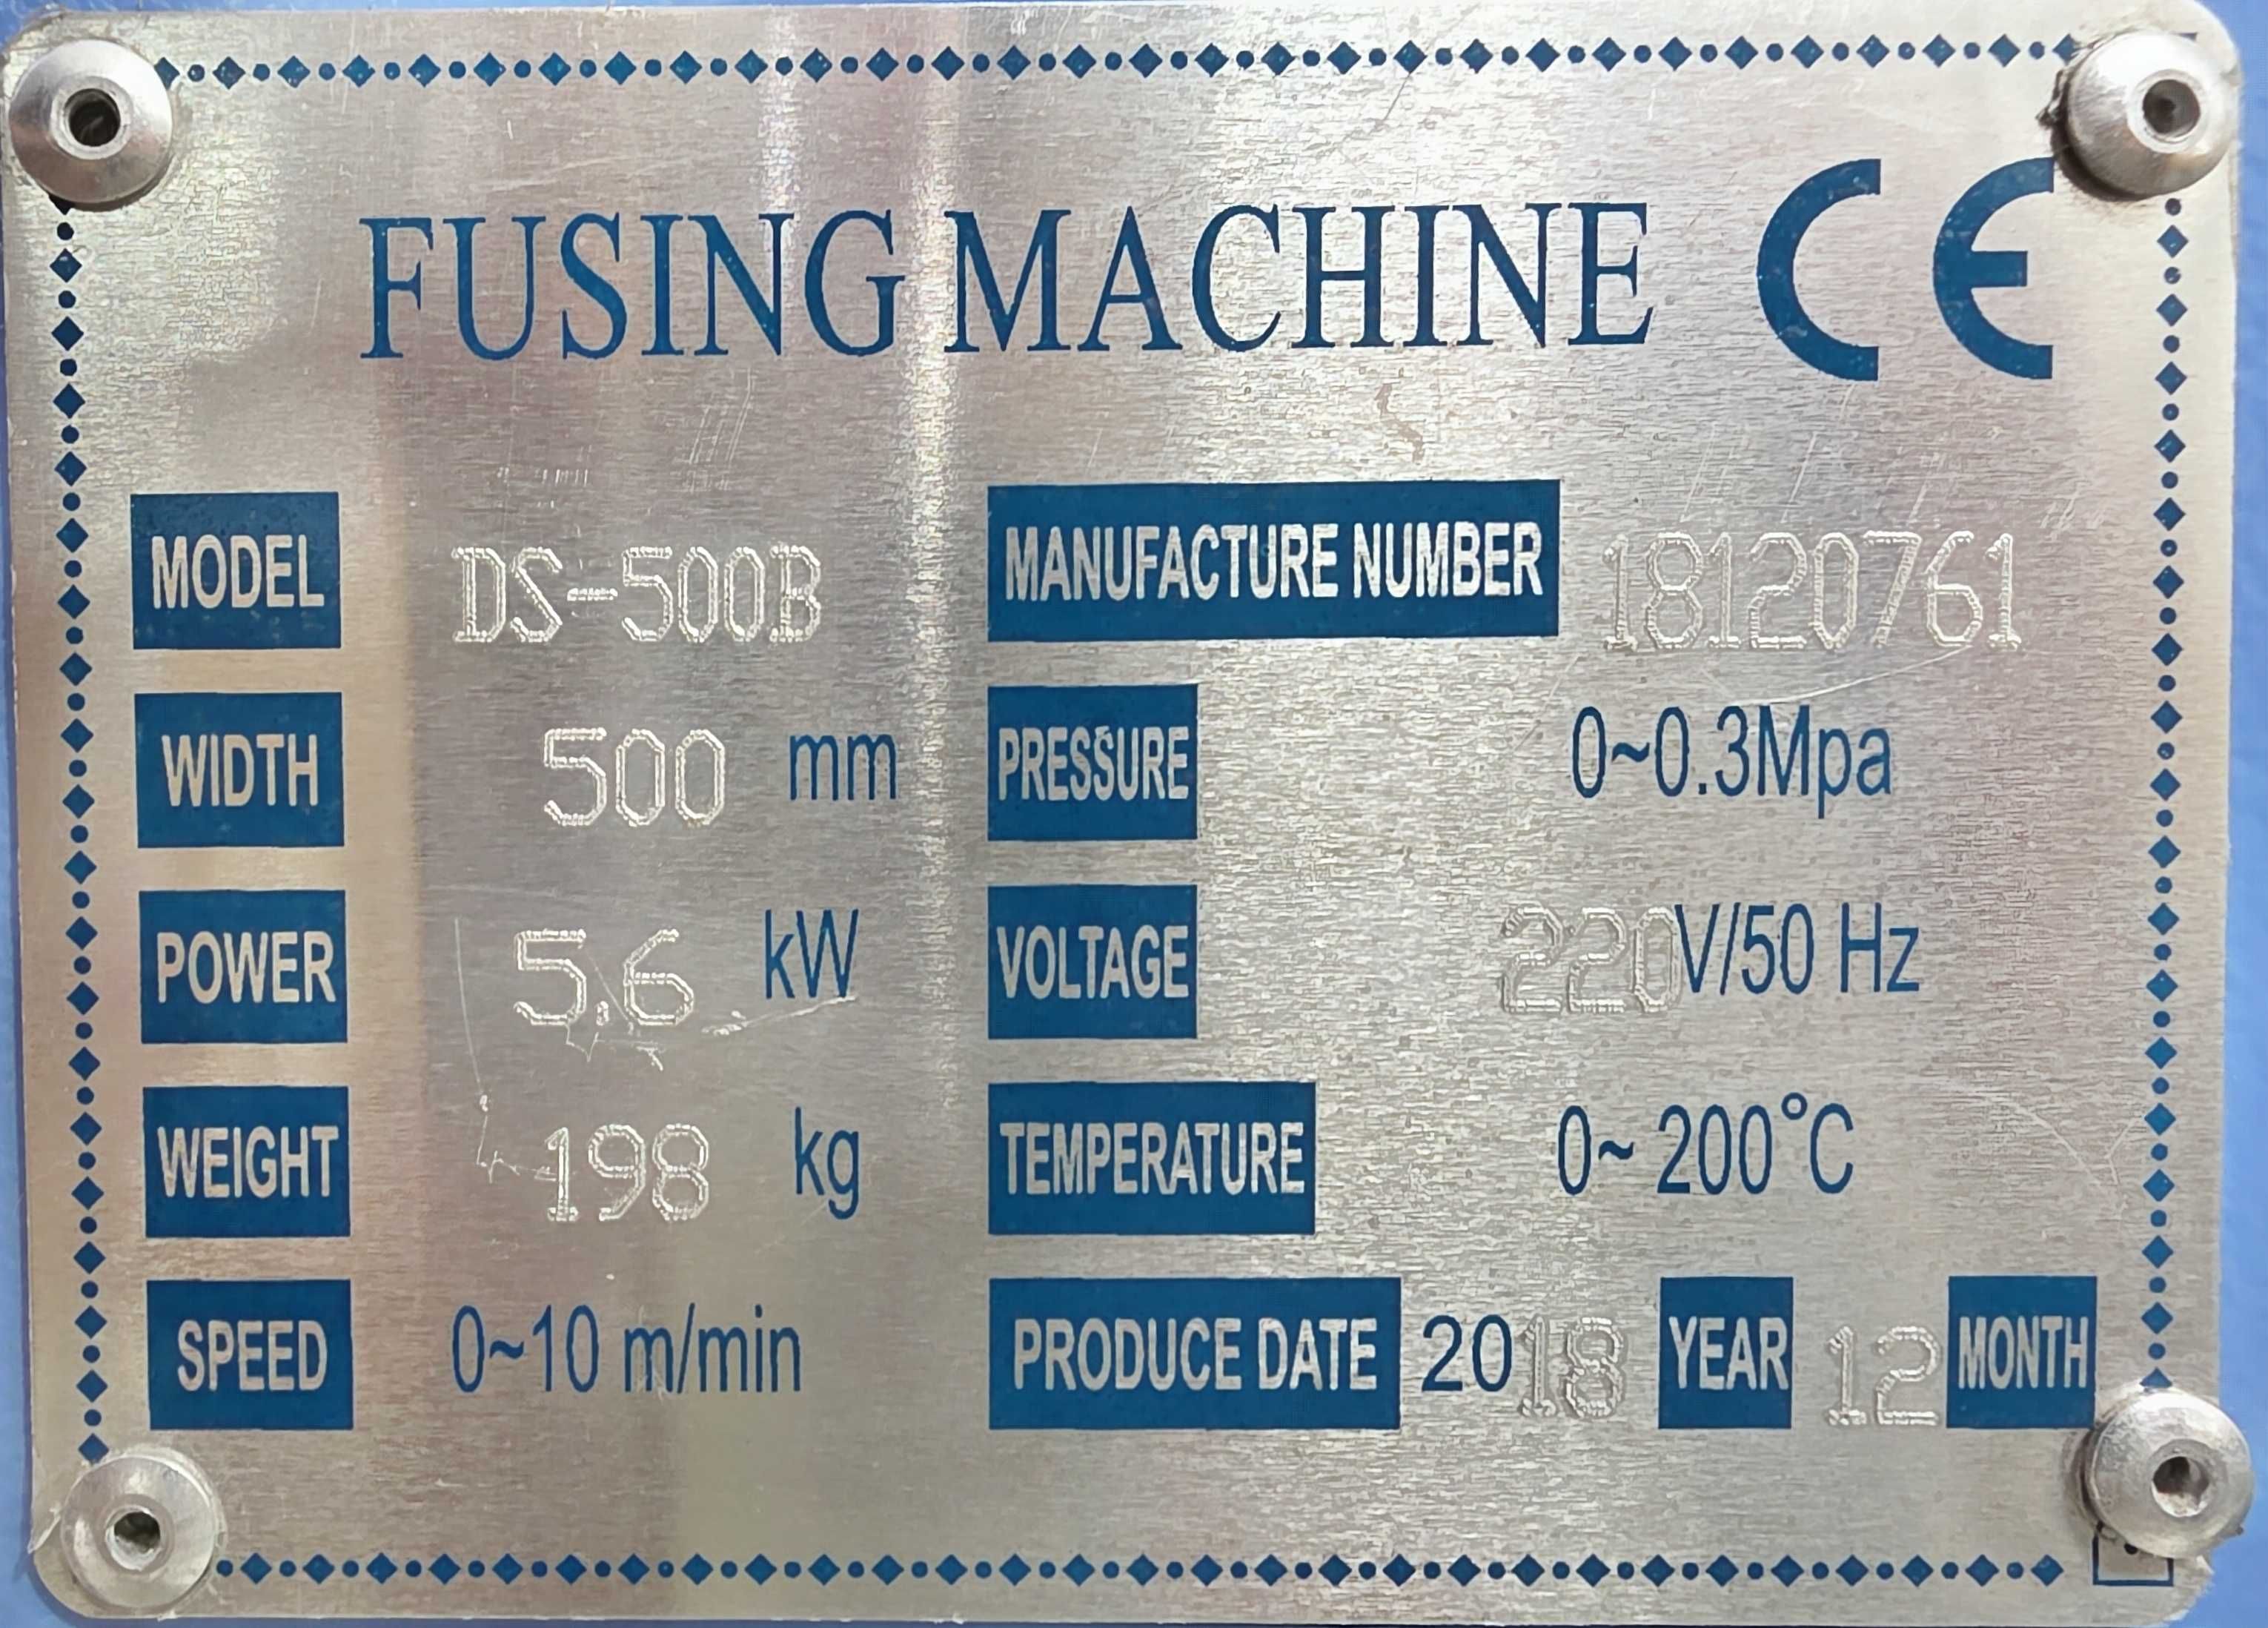 FUSING MACHINE CE
MODEL DS-500B MANUFACTURE NUMBER 18120761
WIDTH 500 mm PRESSURE 0~0.3Mpa
POWER 5.6 kW VOLTAGE 220V/50 Hz
WEIGHT 198 kg TEMPERATURE 0~ 200°C
SPEED 0~10 m/min PRODUCE DATE 2018 YEAR 12 MONTH